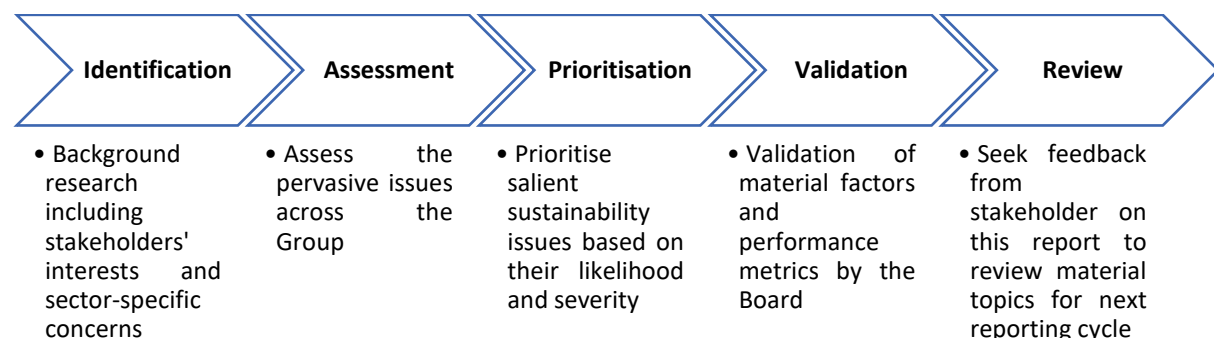 Identification
Assessment
Prioritisation
Validation
Review
• Background
research
including
stakeholders'
interests and
sector-specific
concerns
• Assess the
pervasive issues
across the
Group
• Prioritise
salient
sustainability
issues based on
their likelihood
and severity
• Validation of
material factors
and
performance
metrics by the
Board
• Seek feedback
from
stakeholder on
this report to
review material
topics for next
reporting cycle